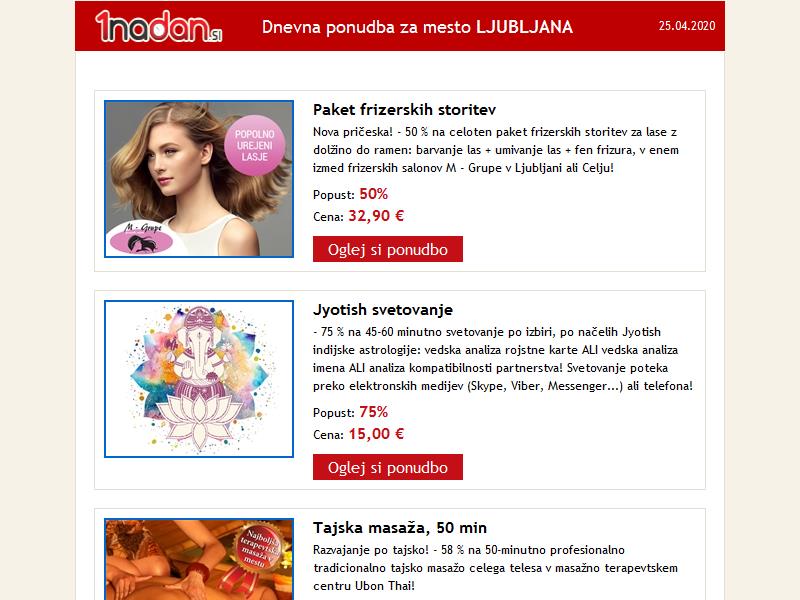 1nadan.si
Dnevna ponudba za mesto LJUBLJANA
25.04.2020
POPOLNO
UREJENI
LASJE
M - Grupe
Paket frizerskih storitev
Nova pričeska! - 50 % na celoten paket frizerskih storitev za lase z
dolžino do ramen: barvanje las + umivanje las + fen frizura, v enem
izmed frizerskih salonov M - Grupe v Ljubljani ali Celju!
Popust: 50%
Cena: 32,90 €
Oglej si ponudbo
Jyotish svetovanje
- 75 % na 45-60 minutno svetovanje po izbiri, po načelih Jyotish
indijske astrologije: vedska analiza rojstne karte ALI vedska analiza
imena ALI analiza kompatibilnosti partnerstva! Svetovanje poteka
preko elektronskih medijev (Skype, Viber, Messenger...) ali telefona!
Popust: 75%
Cena: 15,00 €
Oglej si ponudbo
Najboljša
terapevtska
masaža v
mestu
Tajska masaža, 50 min
Razvajanje po tajsko! - 58 % na 50-minutno profesionalno
tradicionalno tajsko masažo celega telesa v masažno terapevtskem
centru Ubon Thai!